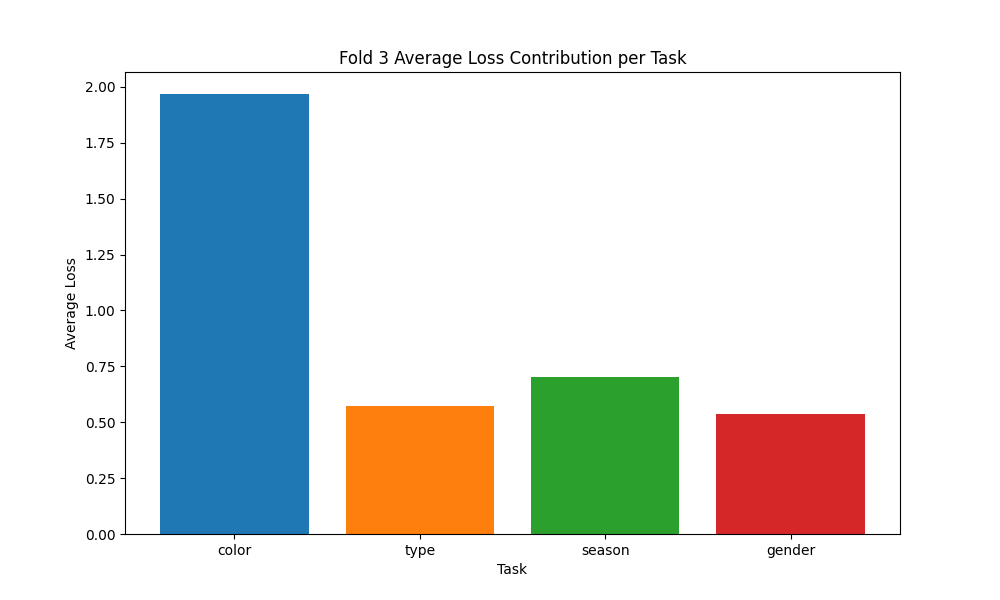 Fold 3 Average Loss Contribution per Task
Average Loss
2.00
1.75
1.50
1.25
1.00
0.75
0.50
0.25
0.00
color type season gender
Task